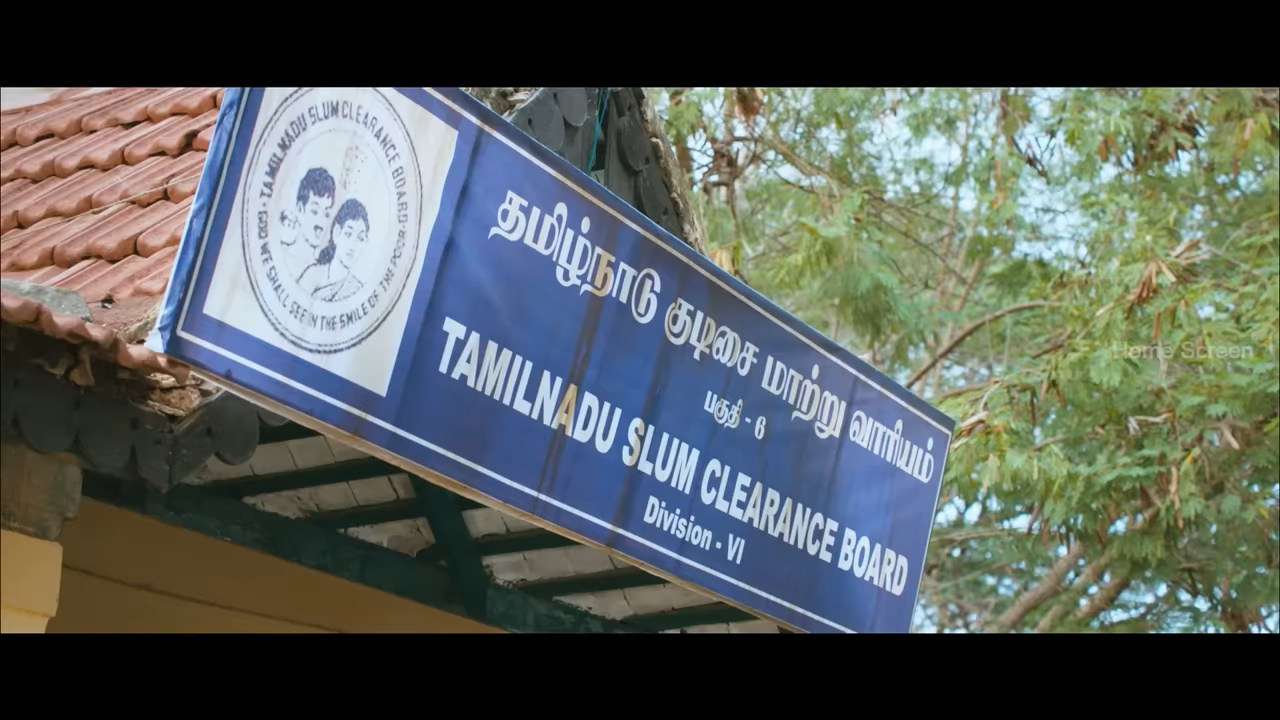 TAMILNADU SLUM CLEARANCE BOARD
GOD WE SHALL SEE IN THE SMILE OF THE POOR
தமிழ்நாடு குடிசை மாற்று வாரியம்
பகுதி - 6
TAMILNADU SLUM CLEARANCE BOARD
Division - VI
Home Screen